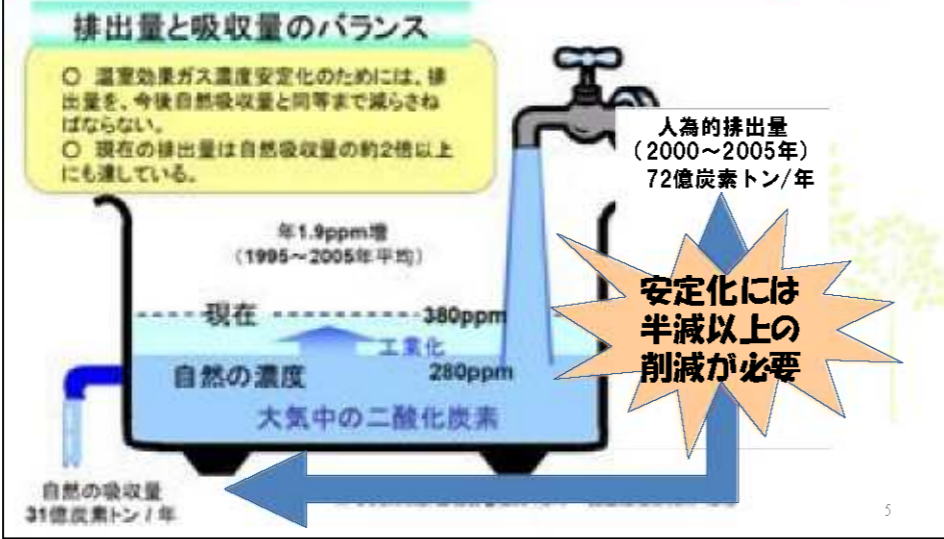 排出量と吸収量のバランス
○ 温室効果ガス濃度安定化のためには、排
出量を、今後自然吸収量と同等まで減らさね
ばならない。
○ 現在の排出量は自然吸収量の約2倍以上
にも達している。
人為的排出量
(2000～2005年)
72億炭素トン/年
年1.9ppm増
(1995～2005年平均)
安定化には
半減以上の
削減が必要
現在
380ppm
工業化
自然の濃度
280ppm
大気中の二酸化炭素
自然の吸収量
31億炭素トン / 年
5